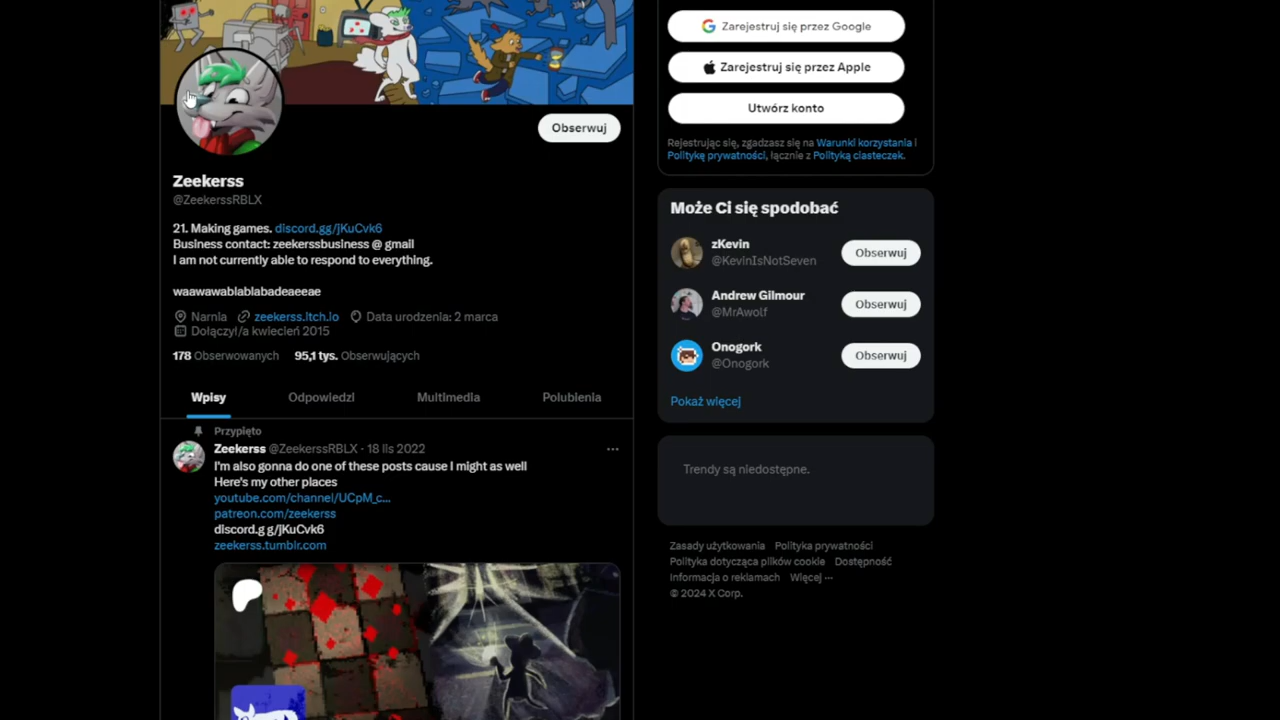 Obserwuj
Zeekerss
@ZeekerssRBLX
21. Making games. discord.gg/jKuCvk6
Business contact: zeekerssbusiness @ gmail
I am not currently able to respond to everything.
waawawablablabadeaeeae
Narnia zeekerss.itch.io Data urodzenia: 2 marca
Dołączył/a kwiecień 2015
178 Obserwowanych 95,1 tys. Obserwujących
Wpisy Odpowiedzi Multimedia Polubienia
Przypięto
Zeekerss @ZeekerssRBLX · 18 lis 2022
I'm also gonna do one of these posts cause I might as well
Here's my other places
youtube.com/channel/UCpM_c...
patreon.com/zeekerss
discord.g g/jKuCvk6
zeekerss.tumblr.com
Zarejestruj się przez Google
Zarejestruj się przez Apple
Utwórz konto
Rejestrując się, zgadzasz się na Warunki korzystania i
Politykę prywatności, łącznie z Polityką ciasteczek.
Może Ci się spodobać
zKevin
@KevinIsNotSeven
Obserwuj
Andrew Gilmour
@MrAwolf
Obserwuj
Onogork
@Onogork
Obserwuj
Pokaż więcej
Trendy są niedostępne.
Zasady użytkowania Polityka prywatności
Polityka dotycząca plików cookie Dostępność
Informacja o reklamach Więcej ···
© 2024 X Corp.